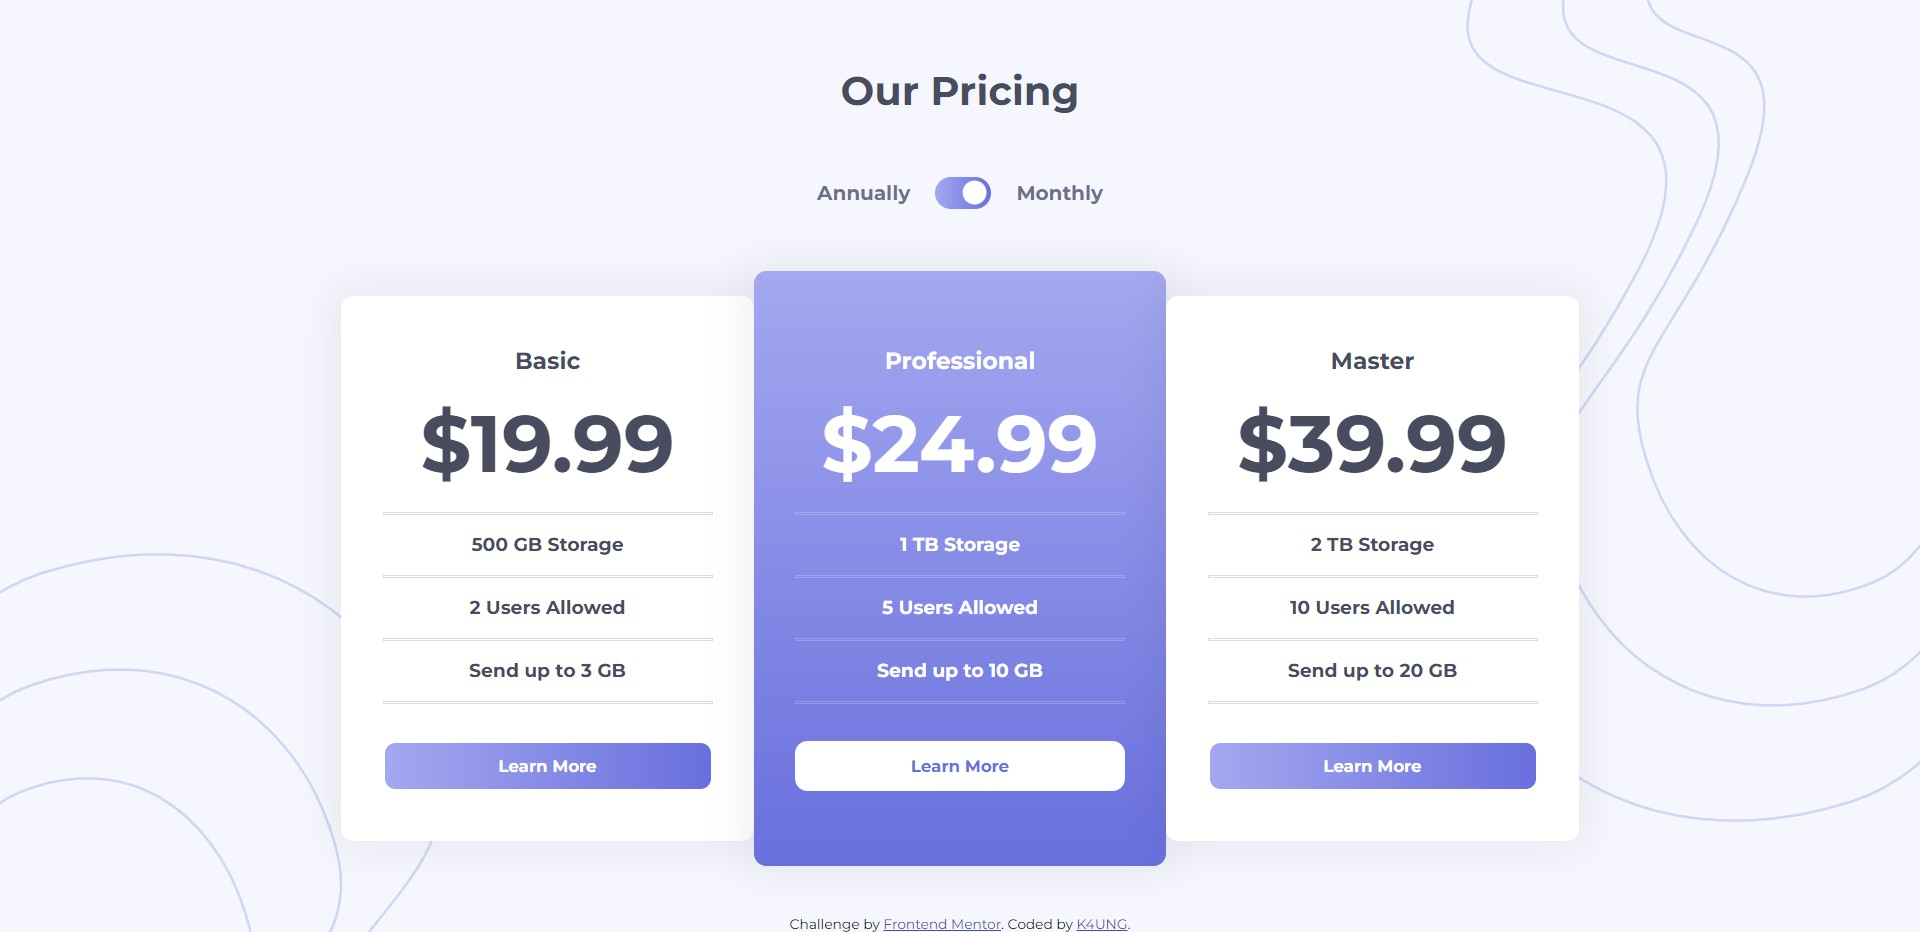 Our Pricing
Annually Monthly
Basic
$19.99
500 GB Storage
2 Users Allowed
Send up to 3 GB
Learn More
Professional
$24.99
1 TB Storage
5 Users Allowed
Send up to 10 GB
Learn More
Master
$39.99
2 TB Storage
10 Users Allowed
Send up to 20 GB
Learn More
Challenge by Frontend Mentor. Coded by K4UNG.